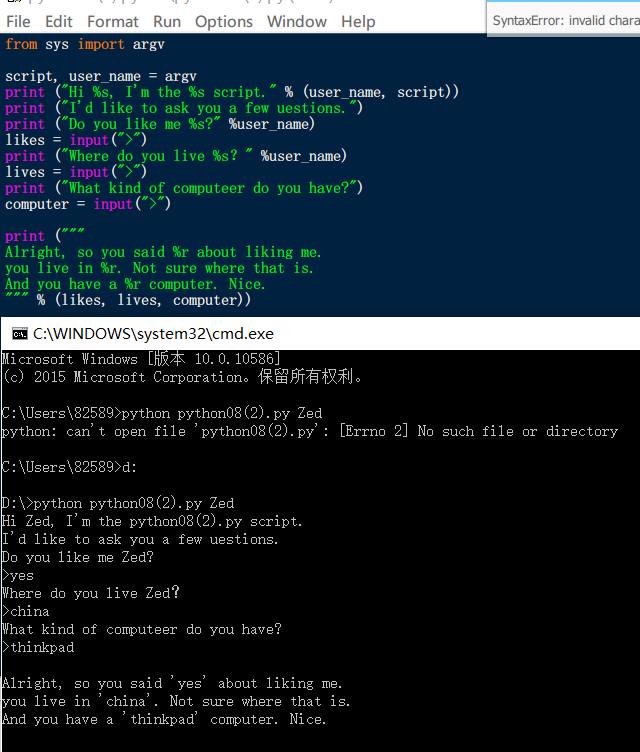 File Edit Format Run Options Window Help
SyntaxError: invalid chara
from sys import argv
script, user_name = argv
print ("Hi %s, I'm the %s script." % (user_name, script))
print ("I'd like to ask you a few uestions.")
print ("Do you like me %s?" %user_name)
likes = input(">")
print ("Where do you live %s？" %user_name)
lives = input(">")
print ("What kind of computeer do you have?")
computer = input(">")
print ("""
Alright, so you said %r about liking me.
you live in %r. Not sure where that is.
And you have a %r computer. Nice.
""" % (likes, lives, computer))
C:\WINDOWS\system32\cmd.exe
Microsoft Windows [版本 10.0.10586]
(c) 2015 Microsoft Corporation。保留所有权利。
C:\Users\82589>python python08(2).py Zed
python: can't open file 'python08(2).py': [Errno 2] No such file or directory
C:\Users\82589>d:
D:\>python python08(2).py Zed
Hi Zed, I'm the python08(2).py script.
I'd like to ask you a few uestions.
Do you like me Zed?
>yes
Where do you live Zed？
>china
What kind of computeer do you have?
>thinkpad
Alright, so you said 'yes' about liking me.
you live in 'china'. Not sure where that is.
And you have a 'thinkpad' computer. Nice.